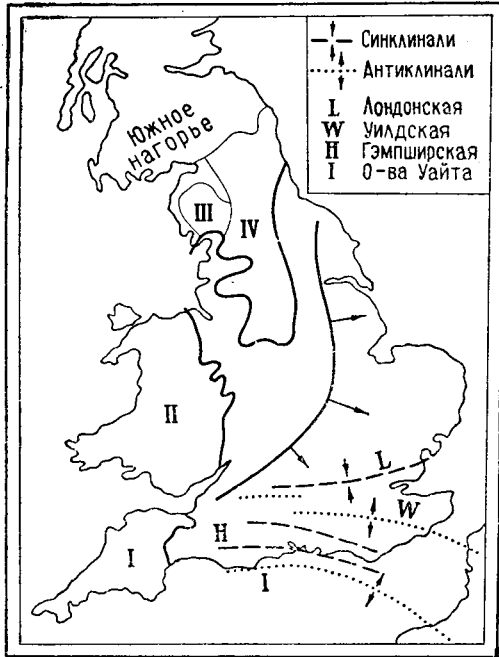 Синклинали
Антиклинали
L Лондонская
W Уилдская
H Гэмпширская
I О-ва Уайта
Южное
нагорье
III
IV
II
L
W
H
I
I